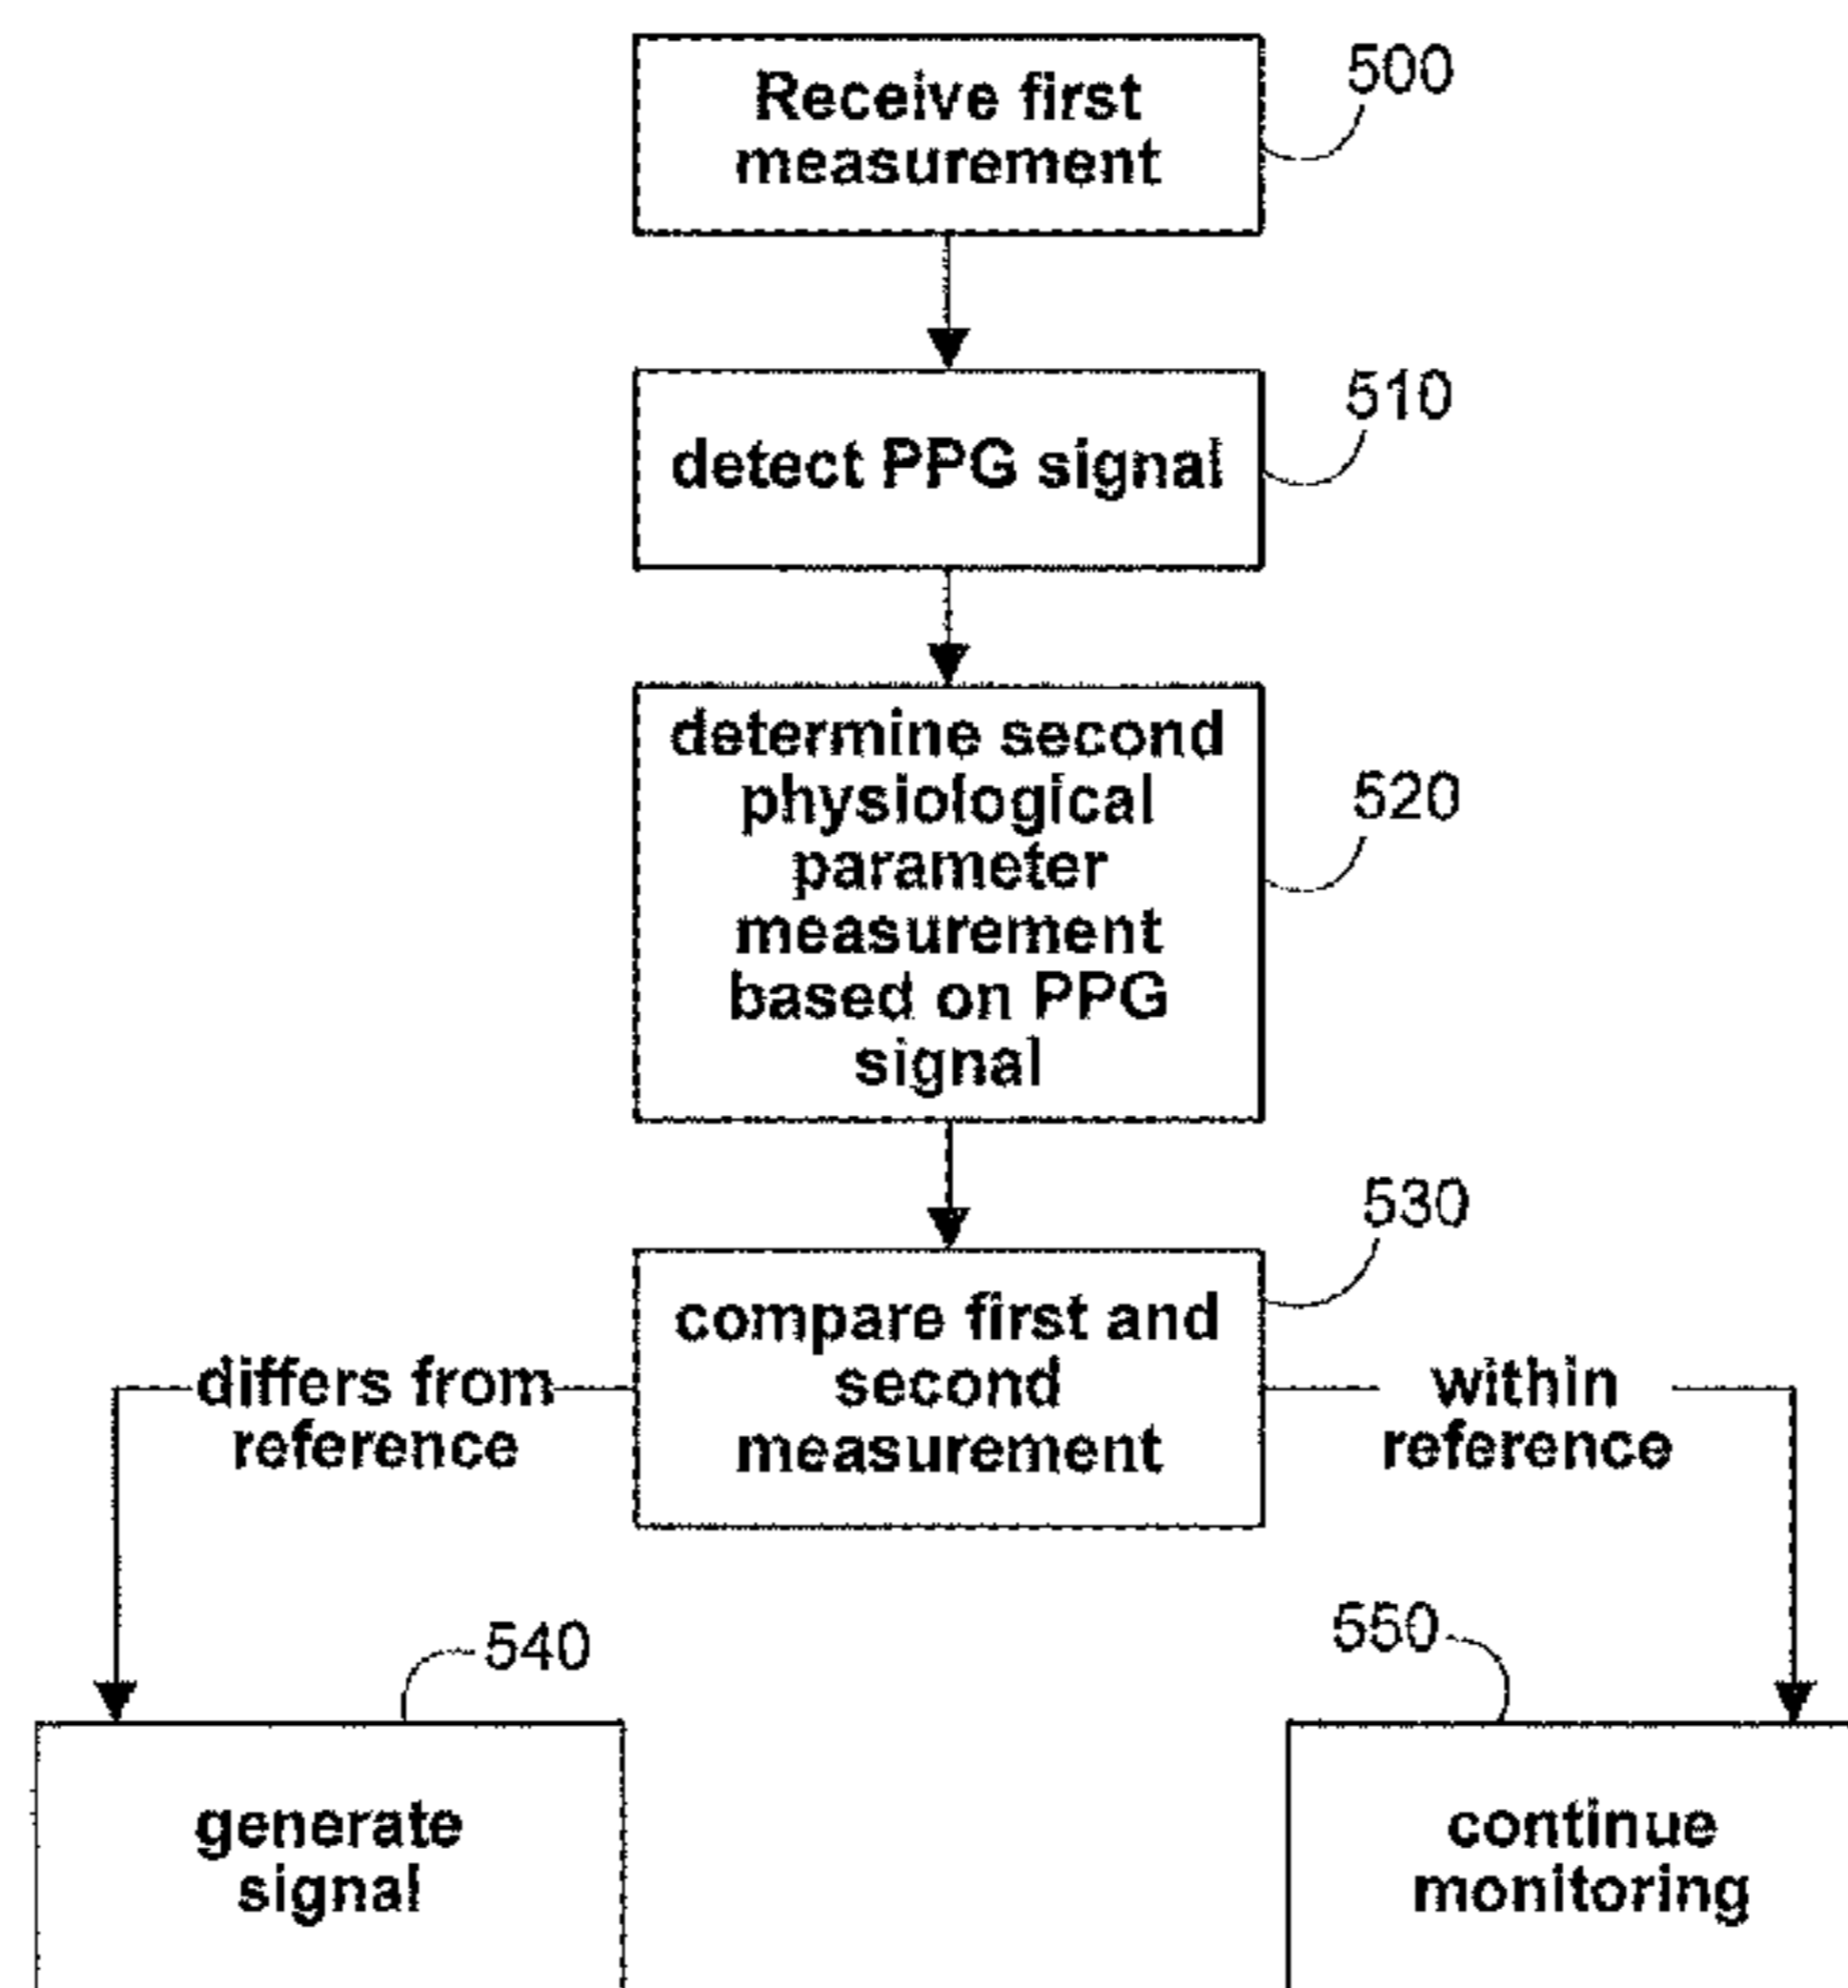 Receive first
measurement
500
detect PPG signal
510
determine second
physiological
parameter
measurement
based on PPG
signal
520
compare first and
second
measurement
530
differs from
reference
within
reference
540
generate
signal
550
continue
monitoring